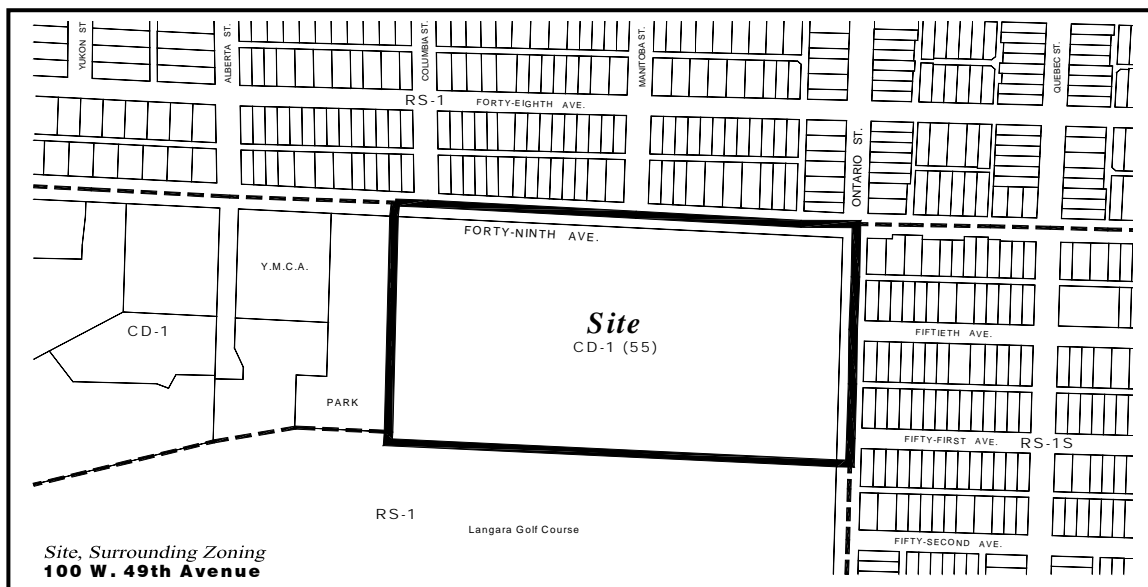 YUKON ST
ALBERTA ST.
COLUMBIA ST.
MANITOBA ST.
QUEBEC ST.
RS-1
FORTY-EIGHTH AVE.
ONTARIO ST.
FORTY-NINTH AVE.
Y.M.C.A.
CD-1
Site
CD-1 (55)
FIFTIETH AVE.
PARK
FIFTY-FIRST AVE.
RS-1S
RS-1
Langara Golf Course
FIFTY-SECOND AVE.
Site, Surrounding Zoning
100 W. 49th Avenue